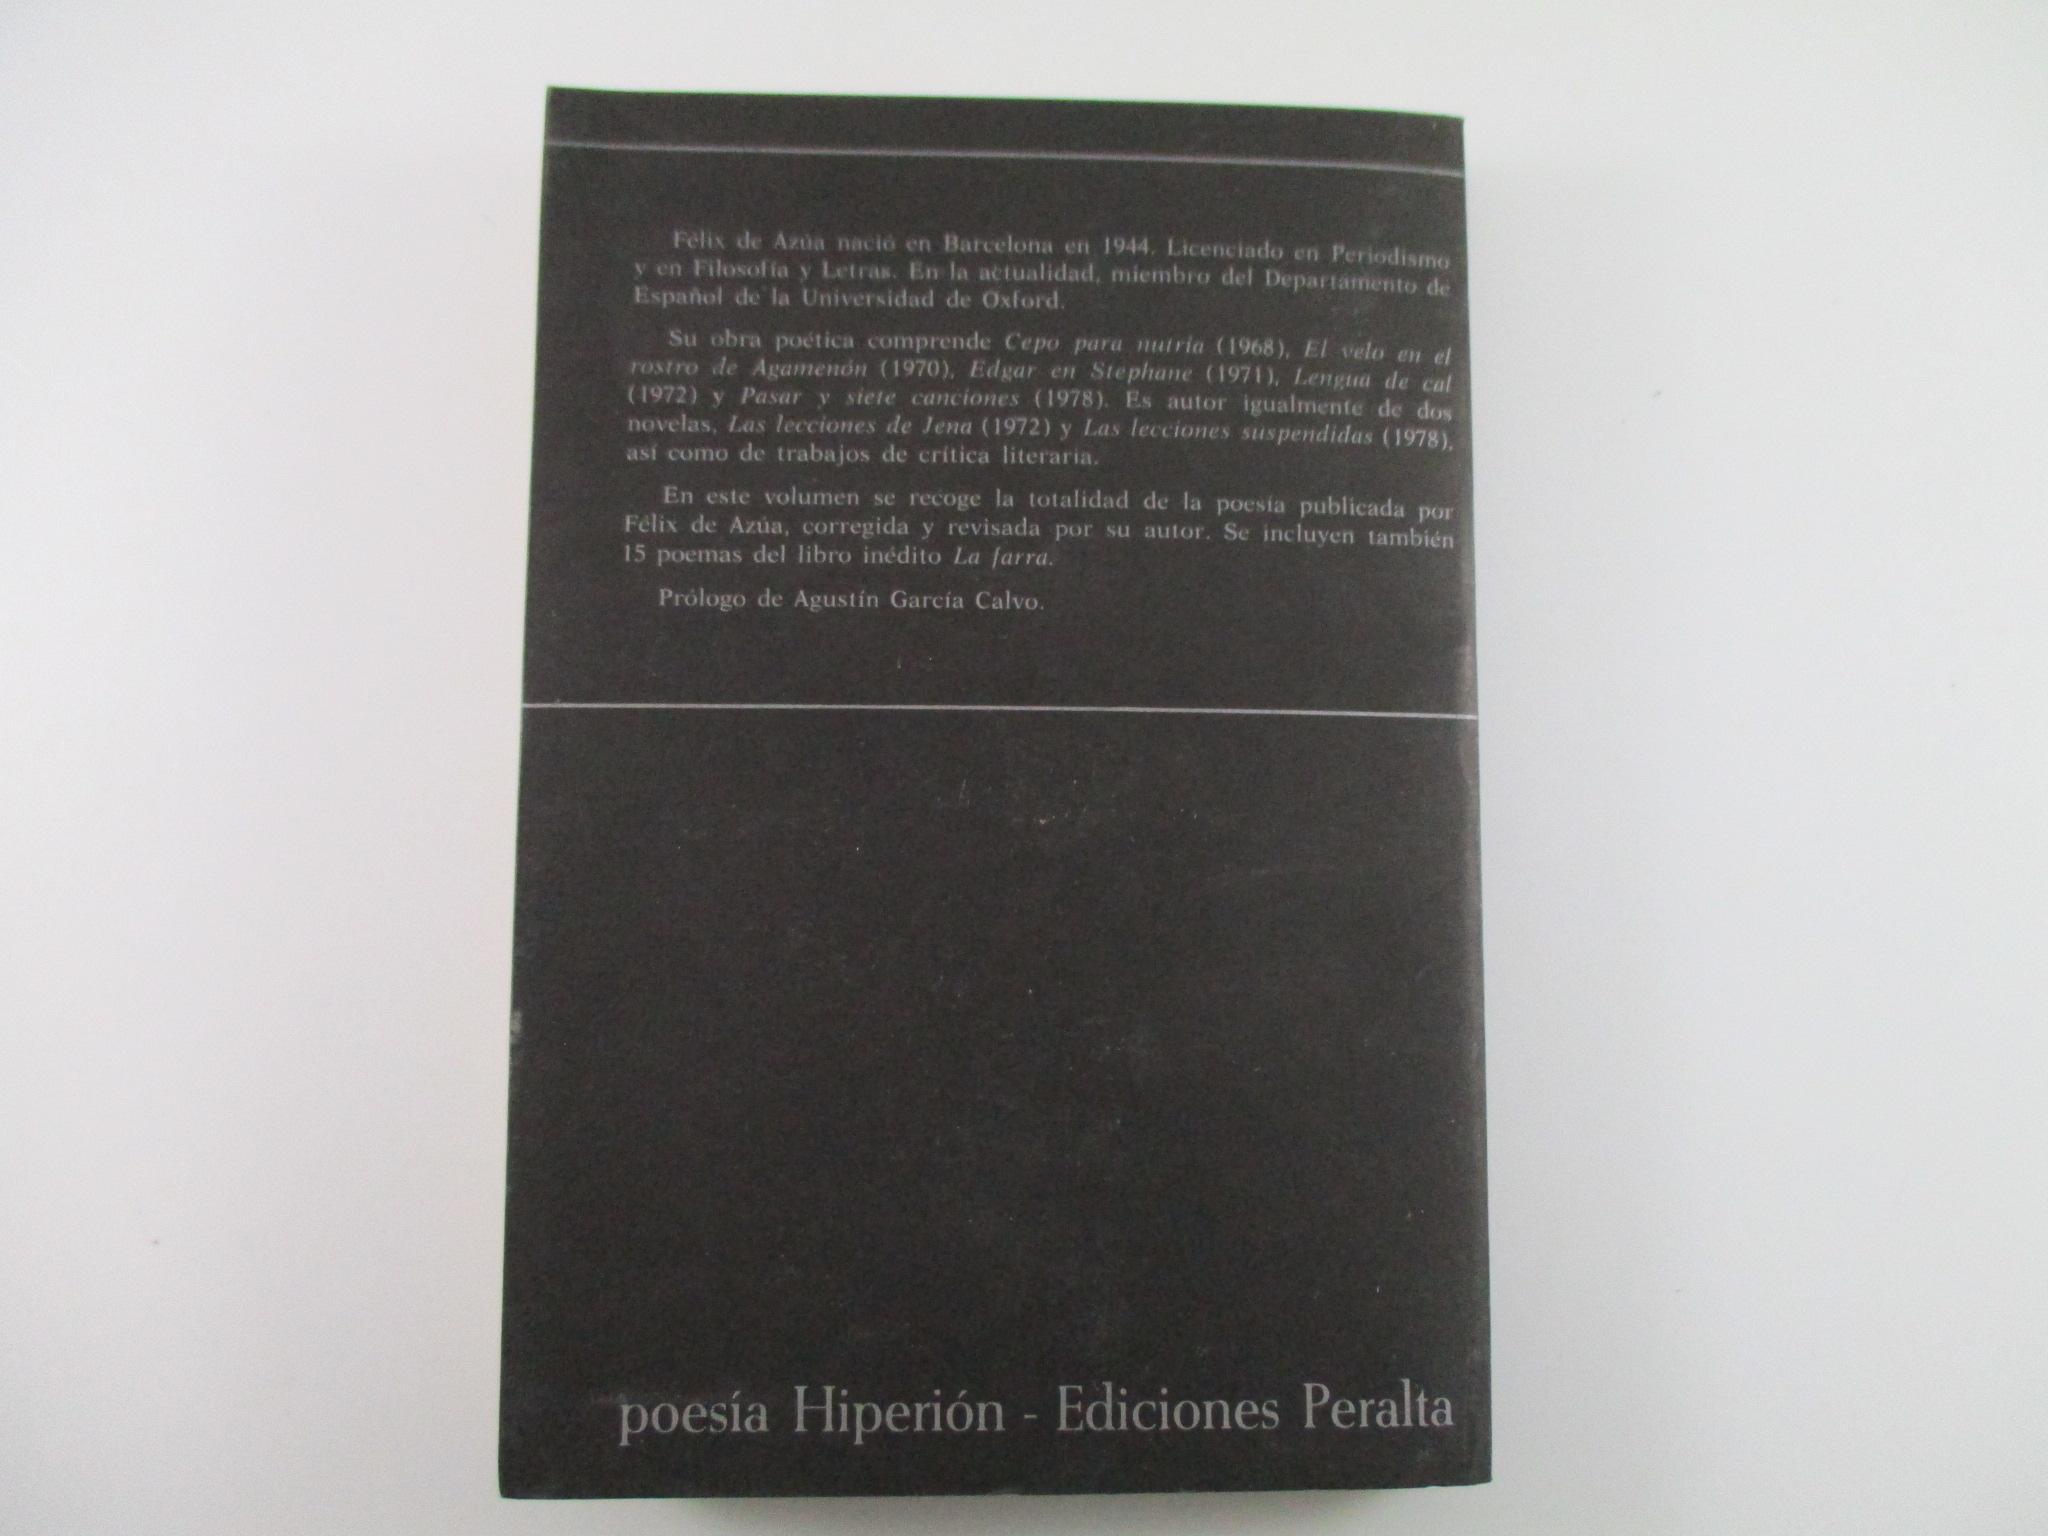 Félix de Azúa nació en Barcelona en 1944. Licenciado en Periodismo
y en Filosofía y Letras. En la actualidad, miembro del Departamento de
Español de la Universidad de Oxford.
Su obra poética comprende Cepo para nutria (1968), El velo en el
rostro de Agamenón (1970), Edgar en Stephane (1971), Lengua de cal
(1972) y Pasar y siete canciones (1978). Es autor igualmente de dos
novelas, Las lecciones de Jena (1972) y Las lecciones suspendidas (1978),
así como de trabajos de crítica literaria.
En este volumen se recoge la totalidad de la poesía publicada por
Félix de Azúa, corregida y revisada por su autor. Se incluyen también
15 poemas del libro inédito La farra.
Prólogo de Agustín García Calvo.
poesía Hiperión - Ediciones Peralta